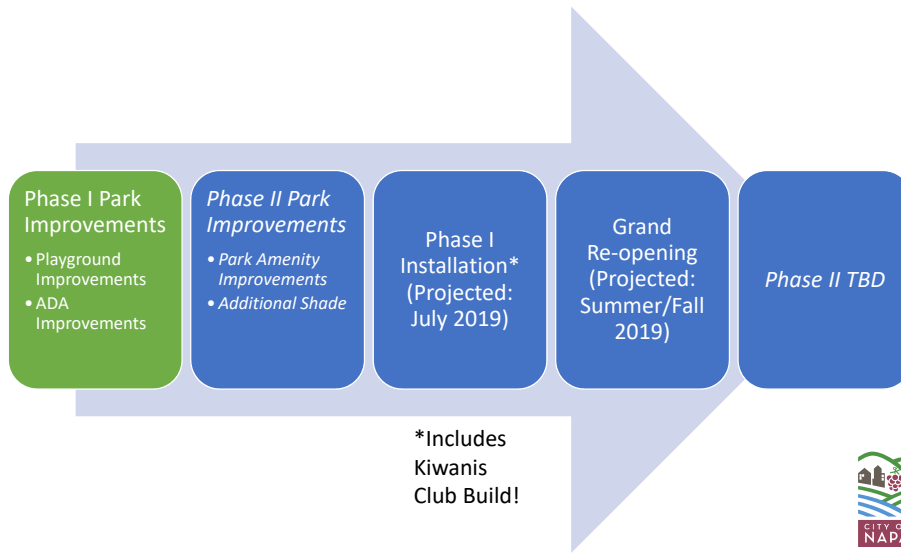 Phase I Park
Improvements
• Playground
Improvements
• ADA
Improvements
Phase II Park
Improvements
• Park Amenity
Improvements
• Additional Shade
Phase I
Installation*
(Projected:
July 2019)
Grand
Re-opening
(Projected:
Summer/Fall
2019)
Phase II TBD
*Includes
Kiwanis
Club Build!
CITY O
NAPA